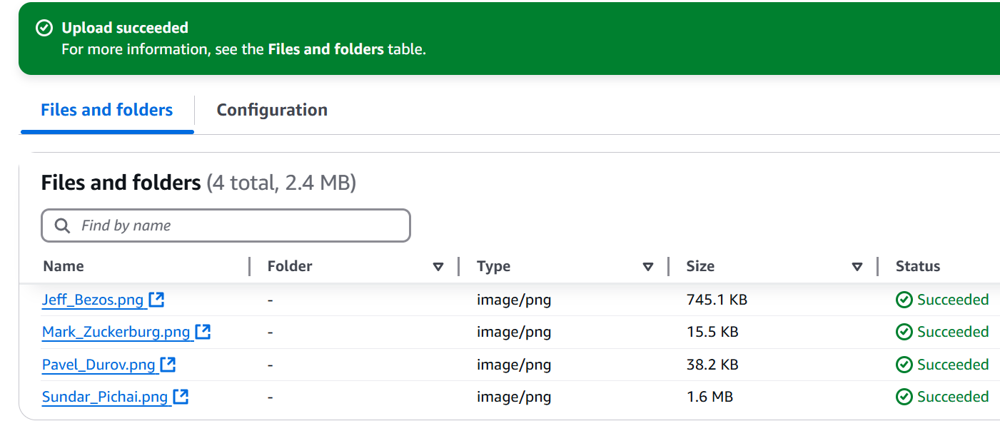 Upload succeeded
For more information, see the Files and folders table.
Files and folders
Configuration
Files and folders (4 total, 2.4 MB)
Find by name
Name Folder Type Size Status
Jeff_Bezos.png - image/png 745.1 KB Succeeded
Mark_Zuckerburg.png - image/png 15.5 KB Succeeded
Pavel_Durov.png - image/png 38.2 KB Succeeded
Sundar_Pichai.png - image/png 1.6 MB Succeeded